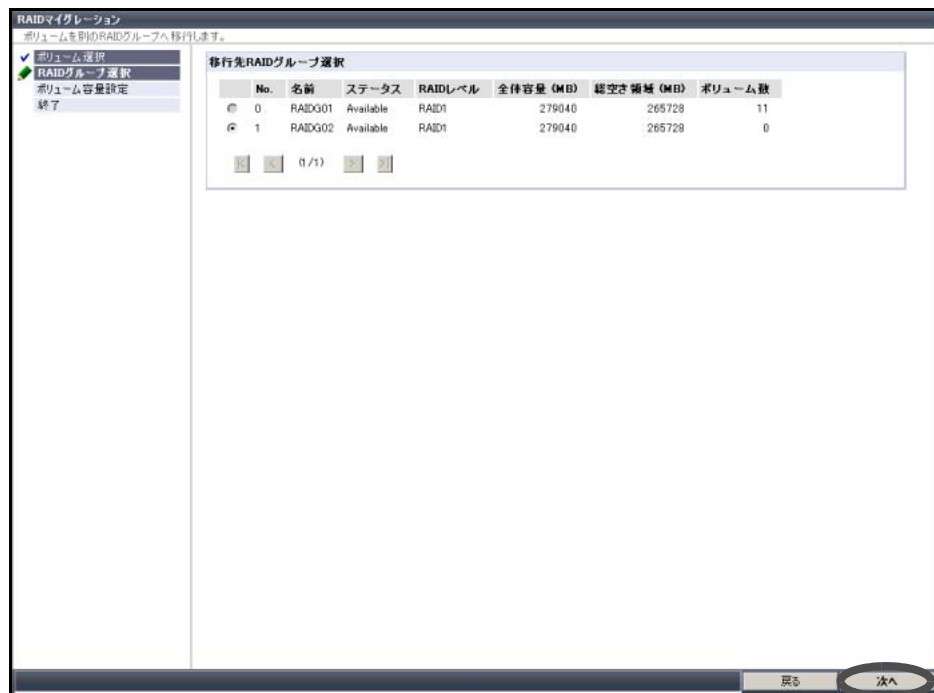 RAIDマイグレーション
ボリュームを別のRAIDグループへ移行します。
ボリューム選択
RAIDグループ選択
ボリューム容量設定
終了
移行先RAIDグループ選択
No. 名前 ステータス RAIDレベル 全体容量 (MB) 総空き領域 (MB) ボリューム数
0 RAIDG01 Available RAID1 279040 265728 11
1 RAIDG02 Available RAID1 279040 265728 0
(1/1)
戻る 次へ